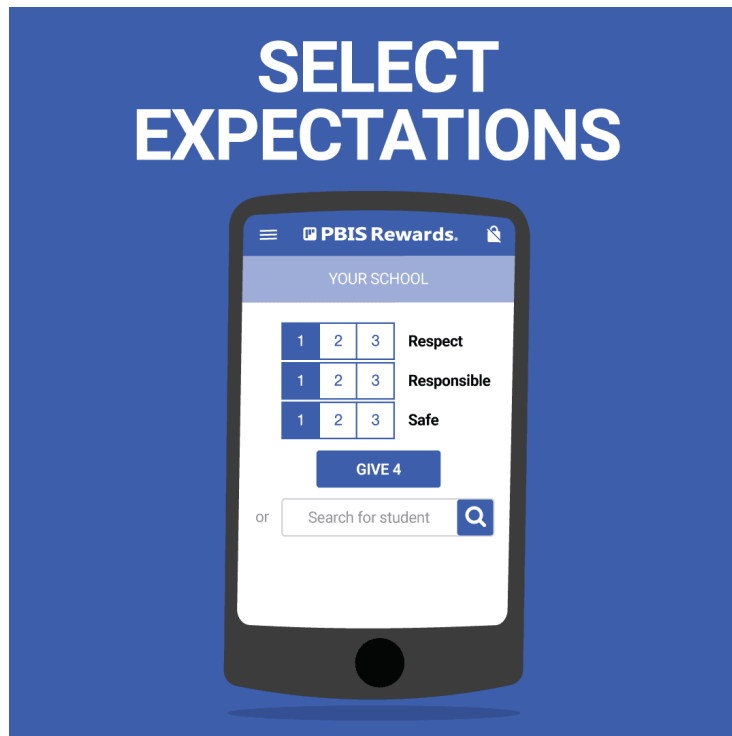 SELECT
EXPECTATIONS
PBIS Rewards.
YOUR SCHOOL
1 2 3 Respect
1 2 3 Responsible
1 2 3 Safe
GIVE 4
or Search for student